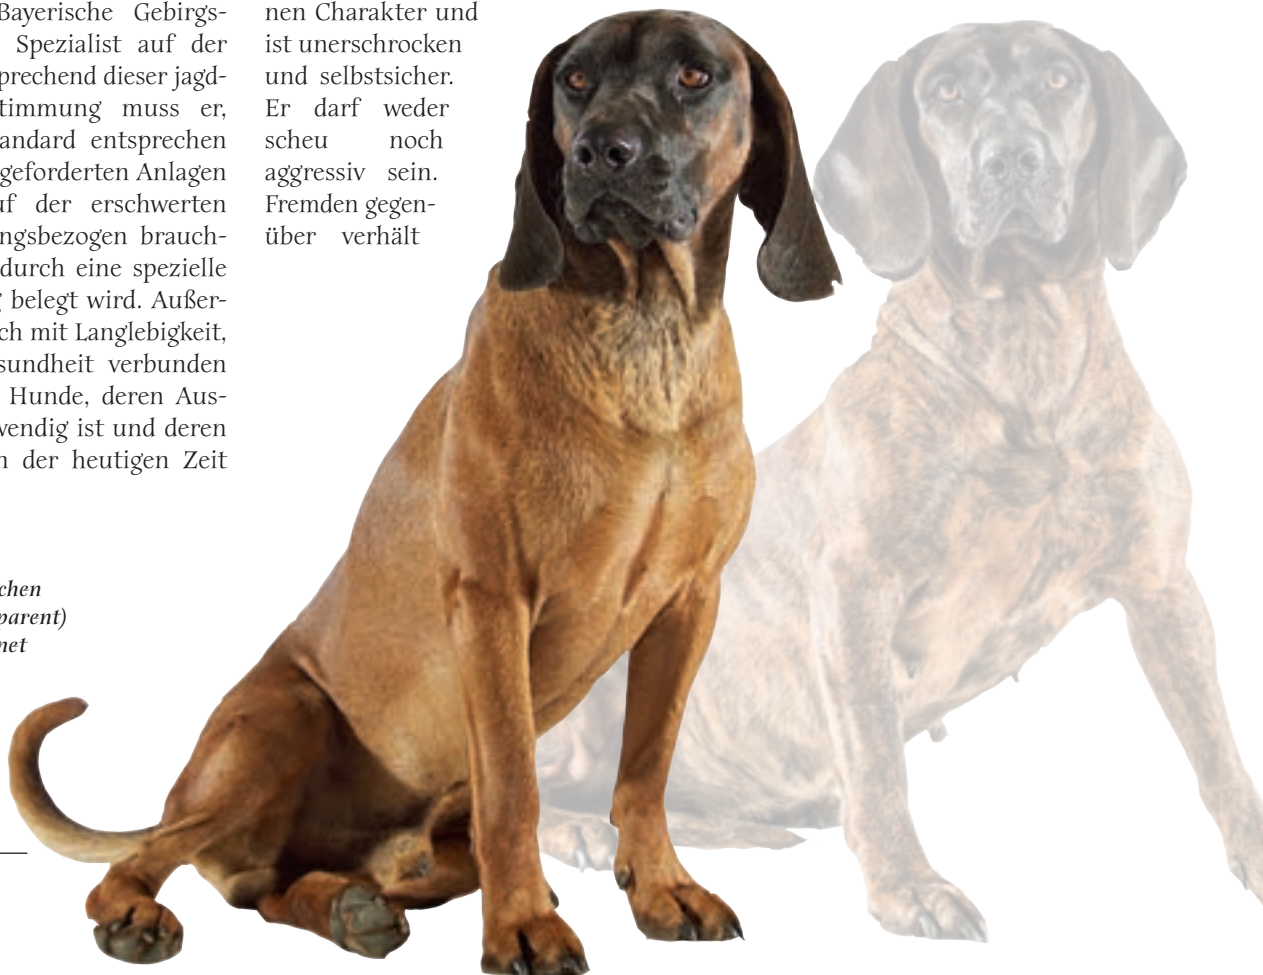 Bayerische Gebirgs-
Spezialist auf der
prechend dieser jagd-
timmung muss er,
andard entsprechen
geforderten Anlagen
uf der erschwerten
ngsbezogen brauch-
durch eine spezielle
g belegt wird. Außer-
ch mit Langlebigkeit,
sundheit verbunden
Hunde, deren Aus-
wendig ist und deren
n der heutigen Zeit
chen
parent)
net
nen Charakter und
ist unerschrocken
und selbstsicher.
Er darf weder
scheu noch
aggressiv sein.
Fremden gegen-
über verhält